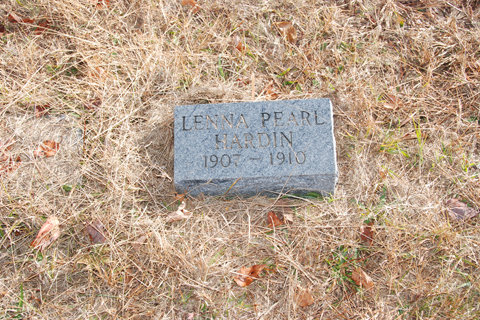 LENNA PEARL
HARDIN
1907 - 1910